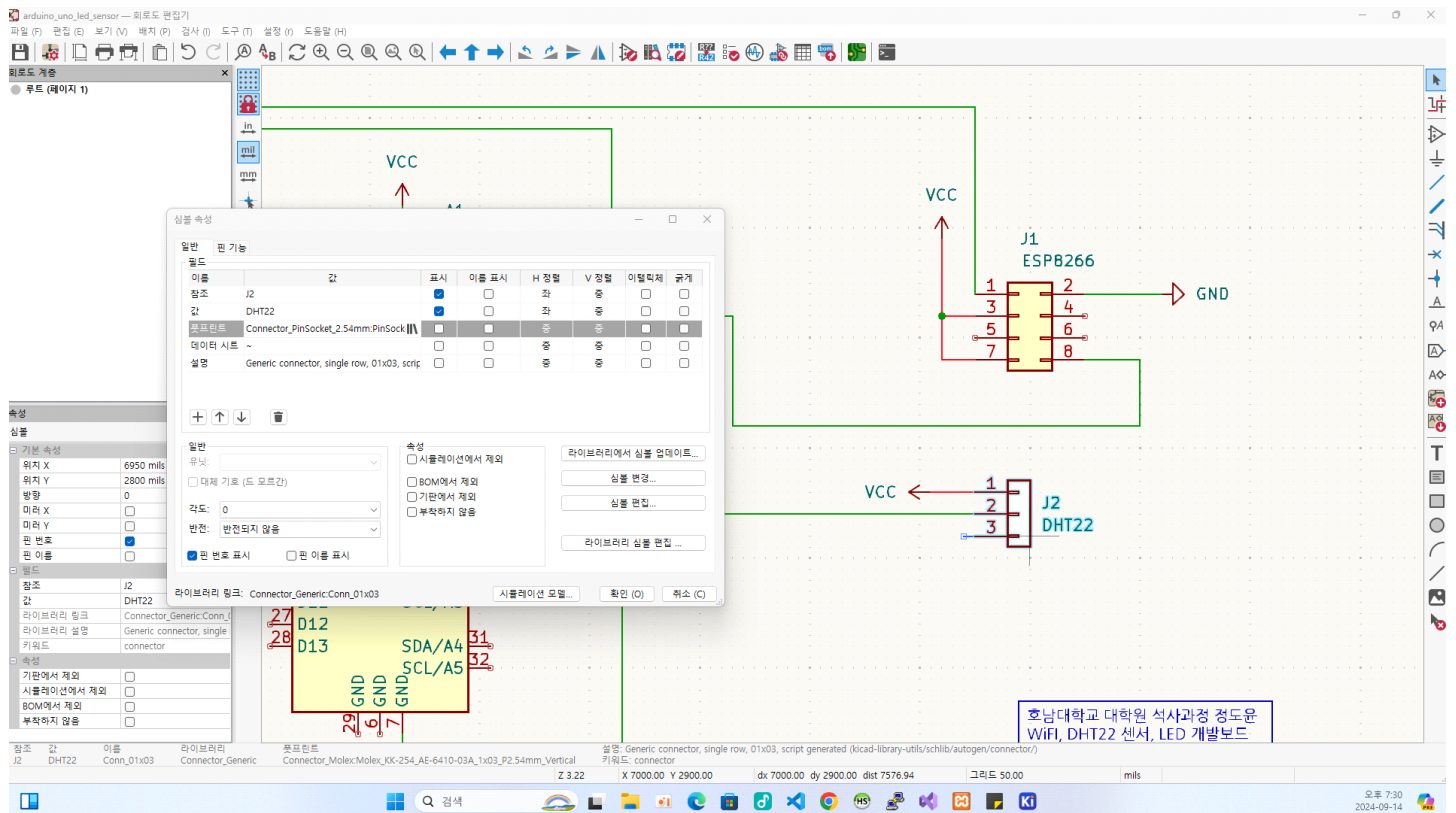 arduino_uno_led_sensor — 회로도 편집기
파일 (F) 편집 (E) 보기 (V) 배치 (P) 검사 (I) 도구 (T) 설정 (r) 도움말 (H)
회로도 계층
루트 (페이지 1)
in
mil
mm
VCC
VCC
J1
ESP8266
1 2
3 4
5 6
7 8
GND
심볼 속성
일반 핀 기능
필드
이름 값 표시 이름 표시 H 정렬 V 정렬 이탤릭체 굵게
참조 J2 좌 중
값 DHT22 좌 중
풋프린트 Connector_PinSocket_2.54mm:PinSock 중 중
데이터 시트 ~ 중 중
설명 Generic connector, single row, 01x03, scrip 중 중
일반
유닛:
대체 기호 (드 모르간)
각도: 0
반전: 반전되지 않음
핀 번호 표시 핀 이름 표시
속성
시뮬레이션에서 제외
BOM에서 제외
기판에서 제외
부착하지 않음
라이브러리에서 심볼 업데이트...
심볼 변경...
심볼 편집...
라이브러리 심볼 편집 ...
라이브러리 링크: Connector_Generic:Conn_01x03
시뮬레이션 모델...
확인 (O)
취소 (C)
VCC
1
2
3
J2
DHT22
속성
심볼
기본 속성
위치 X 6950 mils
위치 Y 2800 mils
방향 0
미러 X
미러 Y
핀 번호
핀 이름
필드
참조 J2
값 DHT22
라이브러리 링크 Connector_Generic:Conn_0
라이브러리 설명 Generic connector, single
키워드 connector
속성
기판에서 제외
시뮬레이션에서 제외
BOM에서 제외
부착하지 않음
27 D12
28 D13
SDA/A4 31
SCL/A5 32
GND GND GND
29 6 7
호남대학교 대학원 석사과정 정도윤
WiFI, DHT22 센서, LED 개발보드
참조 값 이름 라이브러리 풋프린트 설명: Generic connector, single row, 01x03, script generated (kicad-library-utils/schlib/autogen/connector/)
J2 DHT22 Conn_01x03 Connector_Generic Connector_Molex:Molex_KK-254_AE-6410-03A_1x03_P2.54mm_Vertical 키워드: connector
Z 3.22 X 7000.00 Y 2900.00 dx 7000.00 dy 2900.00 dist 7576.94 그리드 50.00 mils
검색
오후 7:30
2024-09-14